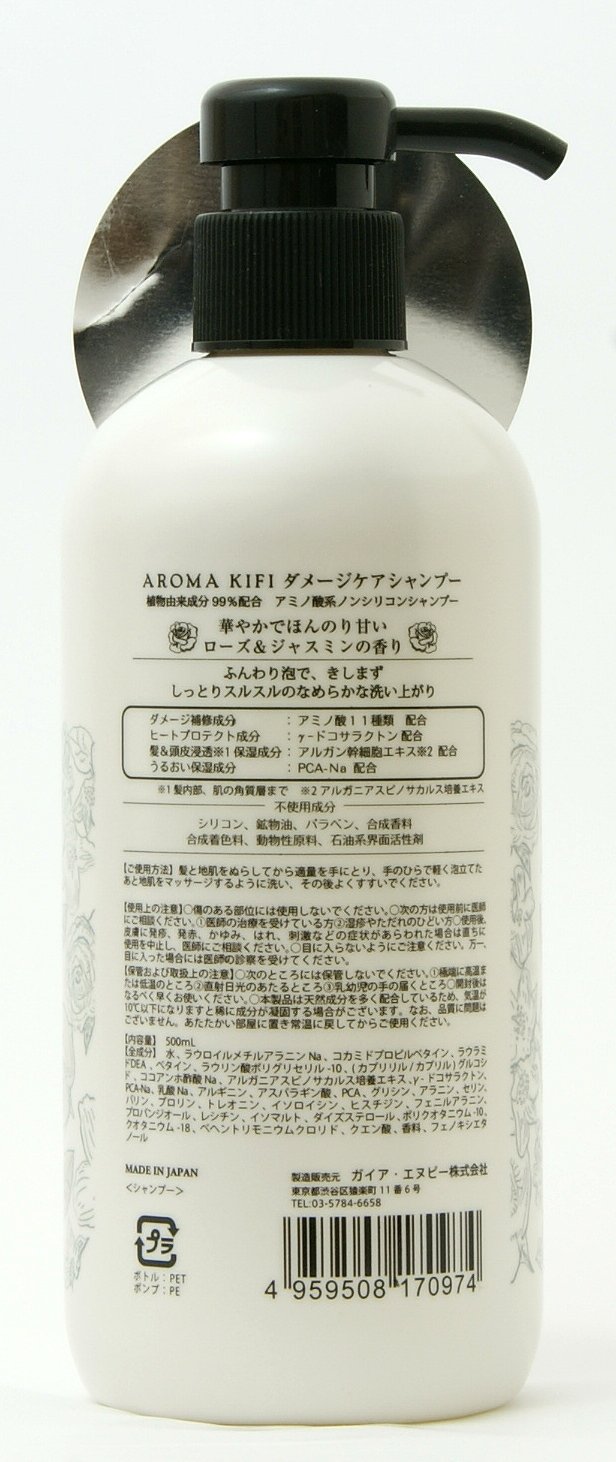 AROMA KIFI ダメージケアシャンプー
植物由来成分99%配合 アミノ酸系ノンシリコンシャンプー
華やかでほんのり甘い
ローズ&ジャスミンの香り
ふんわり泡で、きしまず
しっとりスルスルのなめらかな洗い上がり
ダメージ補修成分 : アミノ酸11種類 配合
ヒートプロテクト成分 : γ-ドコサラクトン配合
髪&頭皮浸透※1保湿成分 : アルガン幹細胞エキス※2 配合
うるおい保湿成分 : PCA-Na 配合
※1 髪内部、肌の角質層まで ※2 アルガニアスピノサカルス培養エキス
不使用成分
シリコン、鉱物油、パラベン、合成香料
合成着色料、動物性原料、石油系界面活性剤
【ご使用方法】髪と地肌をぬらしてから適量を手にとり、手のひらで軽く泡立てた
あと地肌をマッサージするように洗い、その後よくすすいでください。
【使用上の注意】○傷のある部位には使用しないでください。○次の方は使用前に医師
にご相談ください。①医師の治療を受けている方②湿疹やただれのひどい方○使用後、
皮膚に発疹、発赤、かゆみ、はれ、刺激などの症状があらわれた場合は直ちに
使用を中止し、医師にご相談ください。○目に入らないようにご注意ください。万一、
目に入った場合には医師の診察を受けてください。
【保管および取扱上の注意】○次のところには保管しないでください。①極端に高温ま
たは低温のところ②直射日光のあたるところ③乳幼児の手の届くところ○開封後は
なるべく早くお使いください。○本製品は天然成分を多く配合しているため、気温が
10℃以下になりますと稀に成分が凝固する場合がございます。なお、品質に問題は
ございません。あたたかい部屋に置き常温に戻してからご使用ください。
【内容量】 500mL
【全成分】 水、ラウロイルメチルアラニンNa、コカミドプロピルベタイン、ラウラミ
ドDEA、ベタイン、ラウリン酸ポリグリセリル-10、(カプリリル/カプリル)グルコシ
ド、ココアンホ酢酸Na、アルガニアスピノサカルス培養エキス、γ-ドコサラクトン、
PCA-Na、乳酸Na、アルギニン、アスパラギン酸、PCA、グリシン、アラニン、セリン、
バリン、プロリン、トレオニン、イソロイシン、ヒスチジン、フェニルアラニン、
プロパンジオール、レシチン、イソマルト、ダイズステロール、ポリクオタニウム-10、
クオタニウム-18、ベヘントリモニウムクロリド、クエン酸、香料、フェノキシエタ
ノール
MADE IN JAPAN
<シャンプー>
製造販売元 ガイア・エヌピー株式会社
東京都渋谷区猿楽町11番6号
TEL:03-5784-6658
プラ
ボトル:PET
ポンプ:PE
4 959508 170974